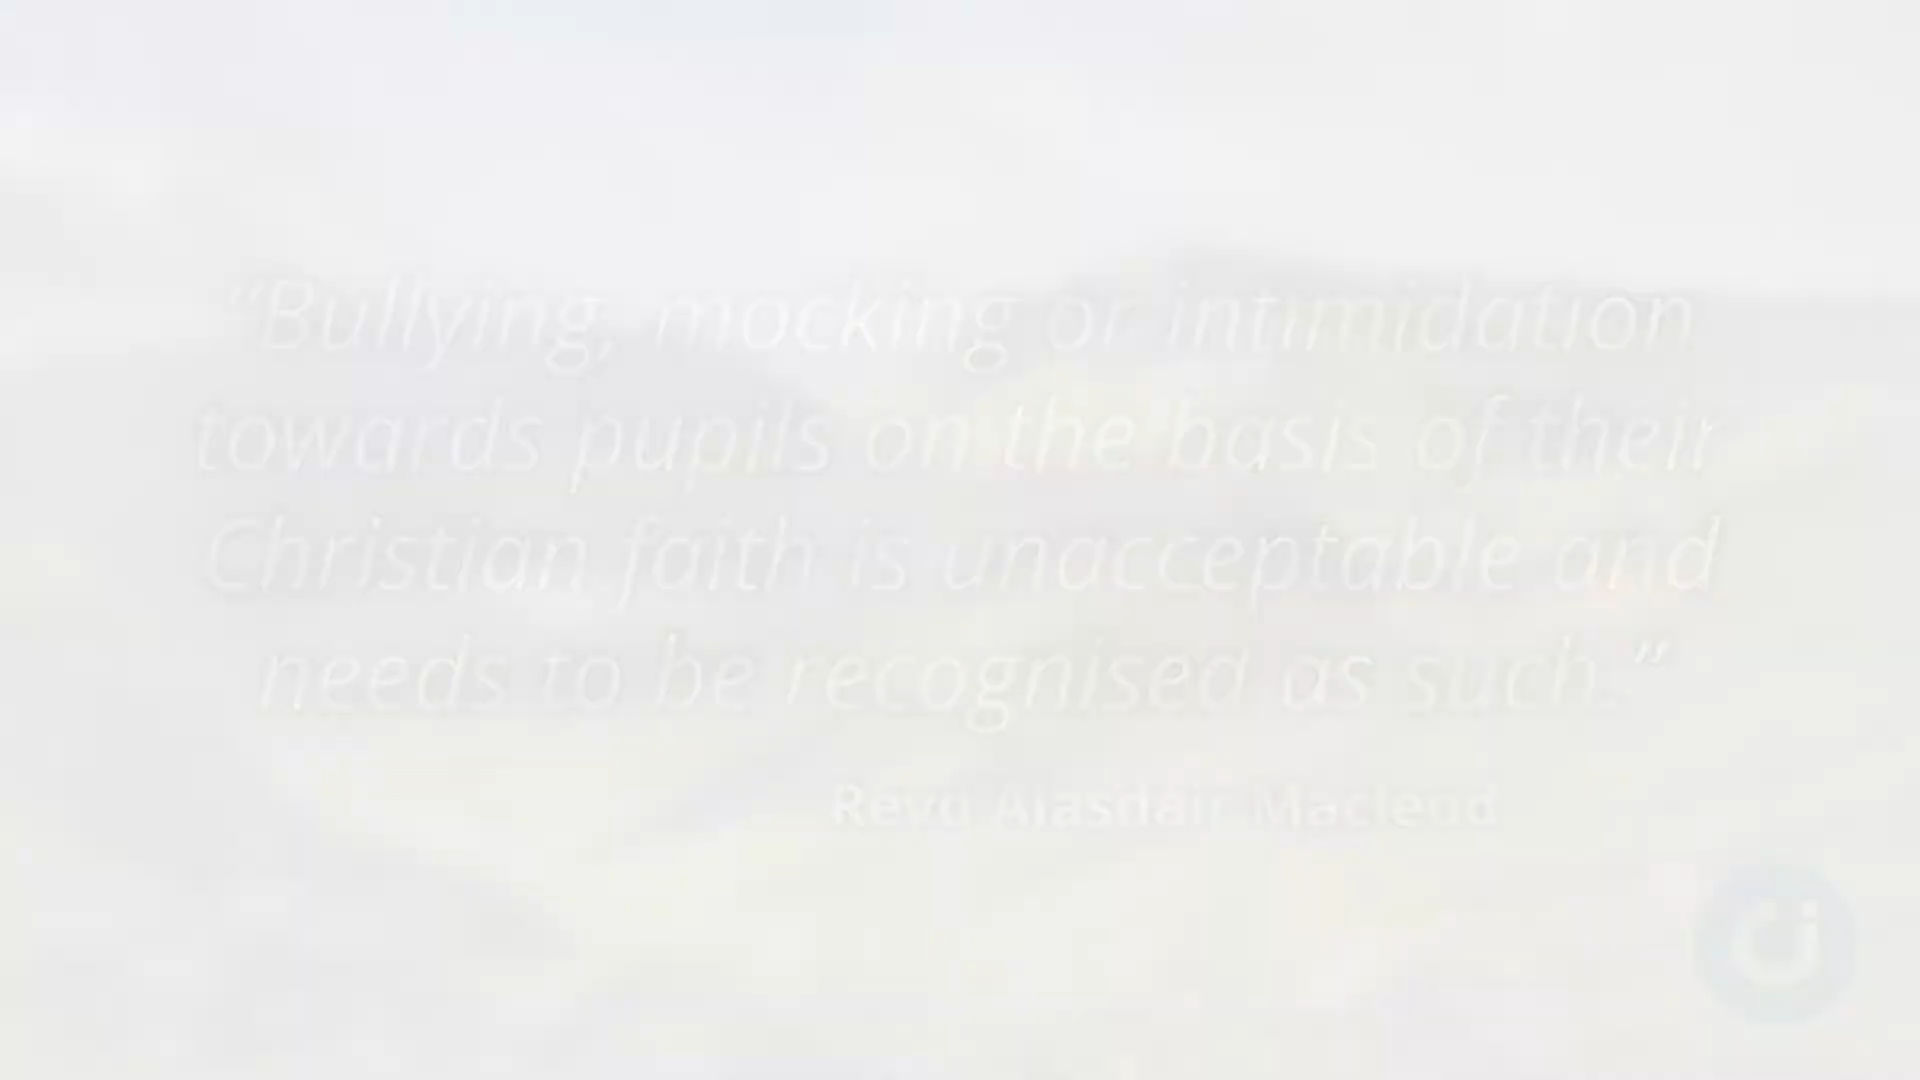 “Bullying, mocking or intimidation
towards pupils on the basis of their
Christian faith is unacceptable and
needs to be recognised as such.”
Revd Alasdair Macleod
Ci